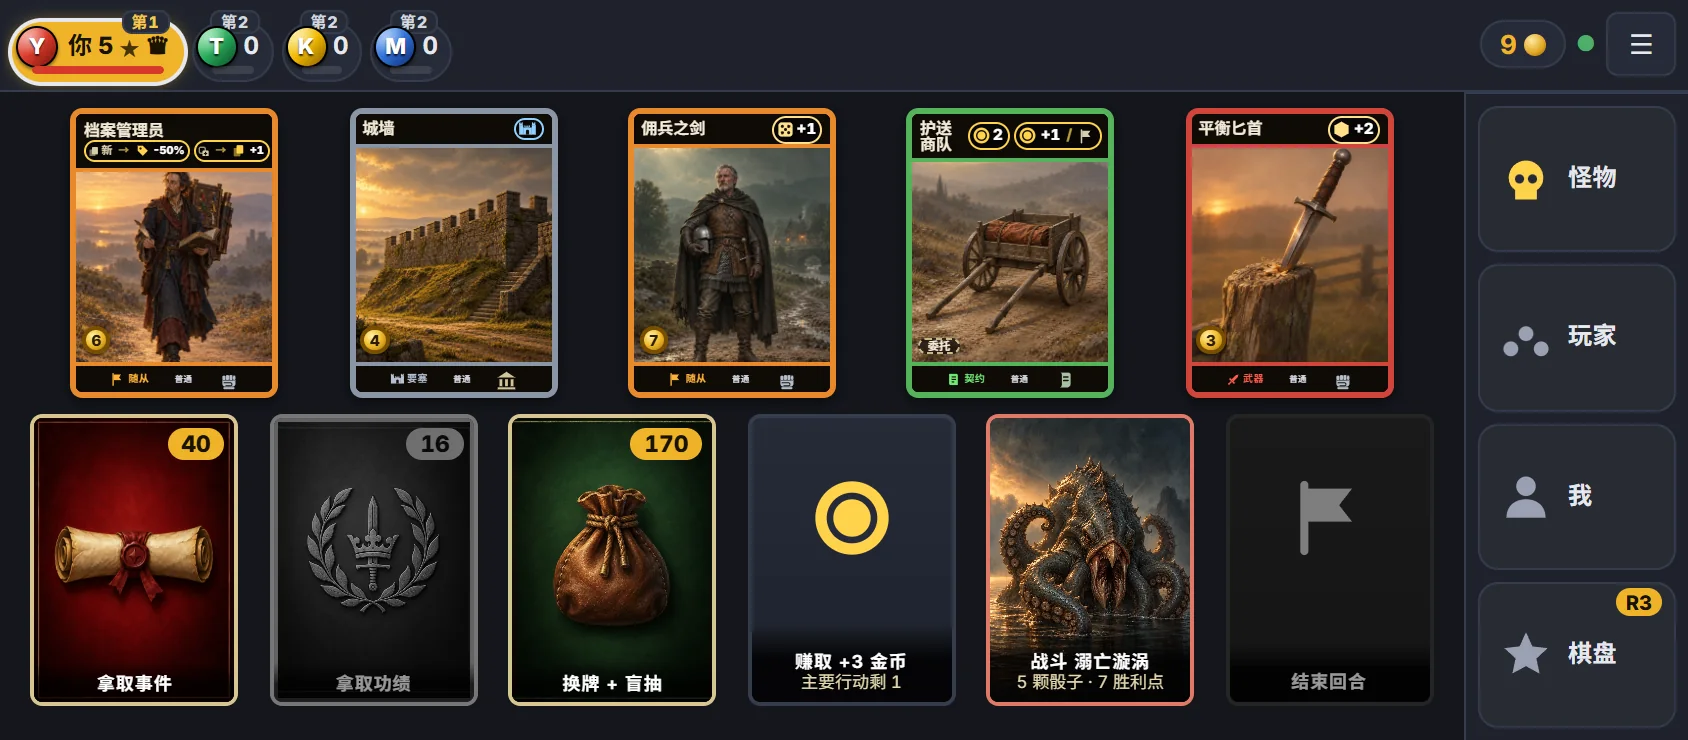 第1
Y 你 5
第2
T 0
第2
K 0
第2
M 0
9
档案管理员
新 → -50%
→ +1
6
随从 普通
城墙
4
要塞 普通
佣兵之剑
+1
7
随从 普通
护送
商队
2
+1 /
委托
契约 普通
平衡匕首
+2
3
武器 普通
40
拿取事件
16
拿取功绩
170
换牌 + 盲抽
赚取 +3 金币
主要行动剩 1
战斗 溺亡漩涡
5 颗骰子 · 7 胜利点
结束回合
怪物
玩家
我
R3
棋盘